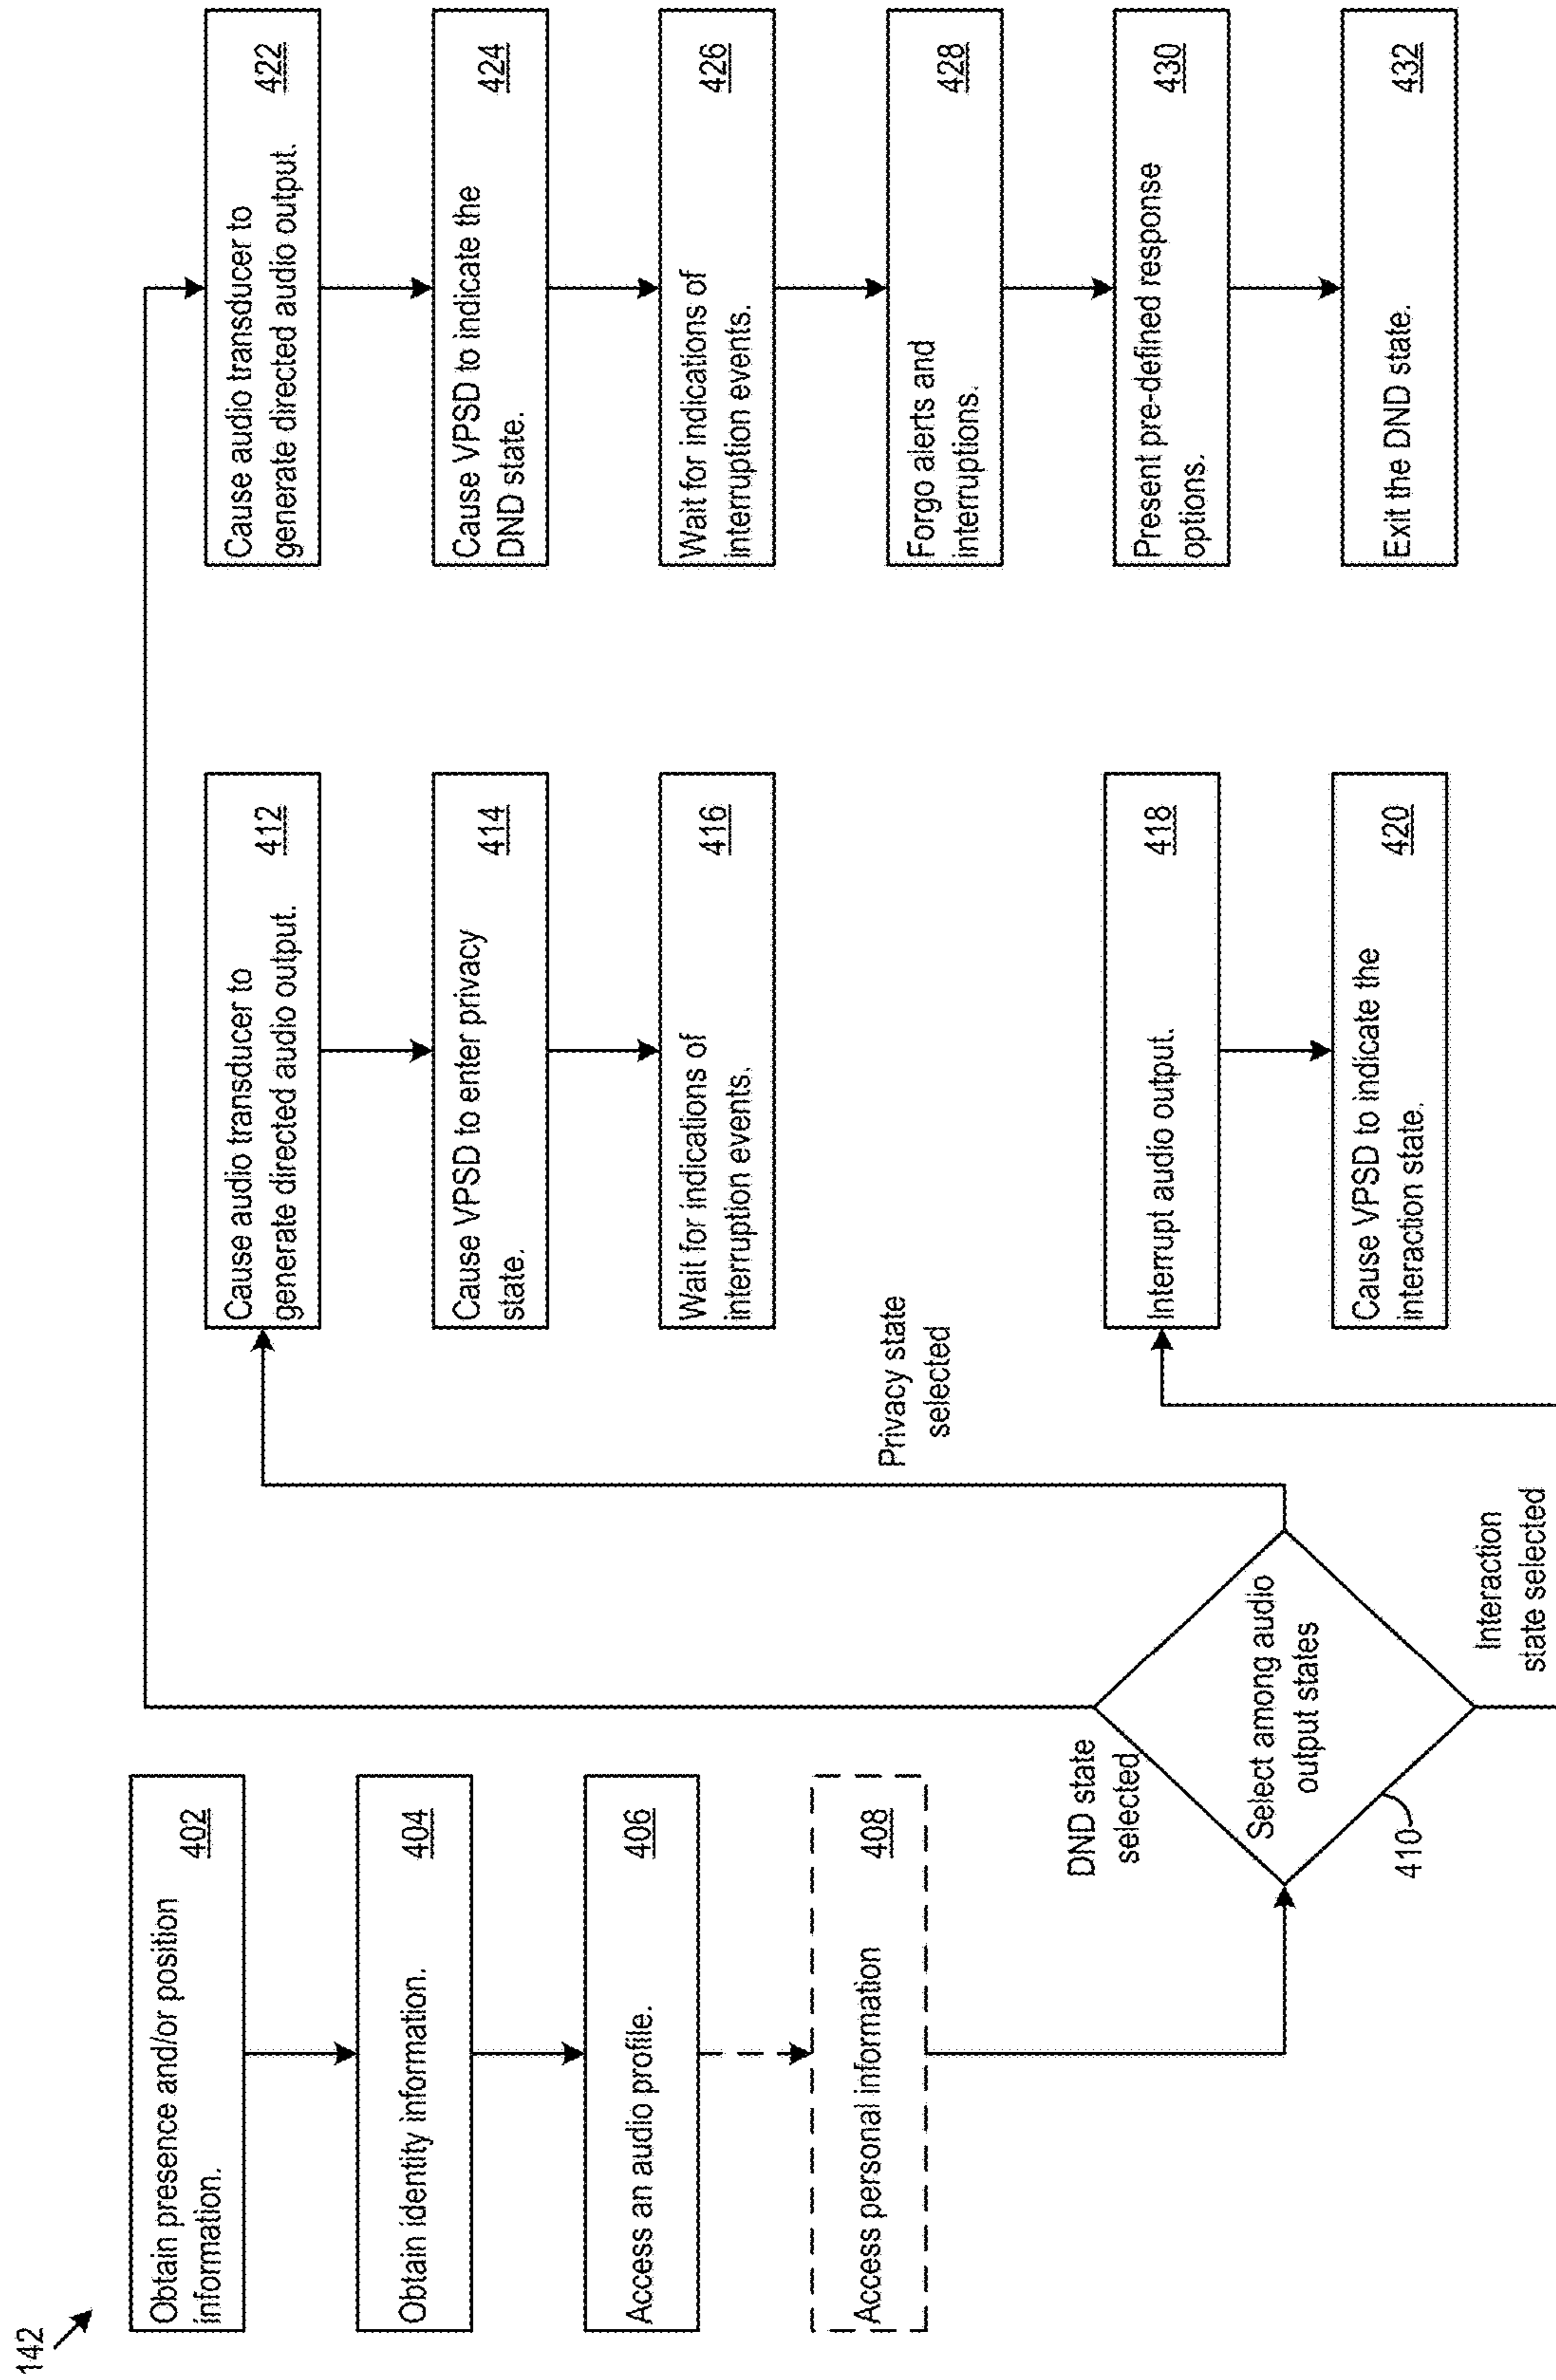 142
Obtain presence and/or position
information.
402
Obtain identity information.
404
Access an audio profile.
406
Access personal information
408
DND state
selected
Select among audio
output states
410
Privacy state
selected
Interaction
state selected
Cause audio transducer to
generate directed audio output.
412
Cause VPSD to enter privacy
state.
414
Wait for indications of
interruption events.
416
Interrupt audio output.
418
Cause VPSD to indicate the
interaction state.
420
Cause audio transducer to
generate directed audio output.
422
Cause VPSD to indicate the
DND state.
424
Wait for indications of
interruption events.
426
Forgo alerts and
interruptions.
428
Present pre-defined response
options.
430
Exit the DND state.
432